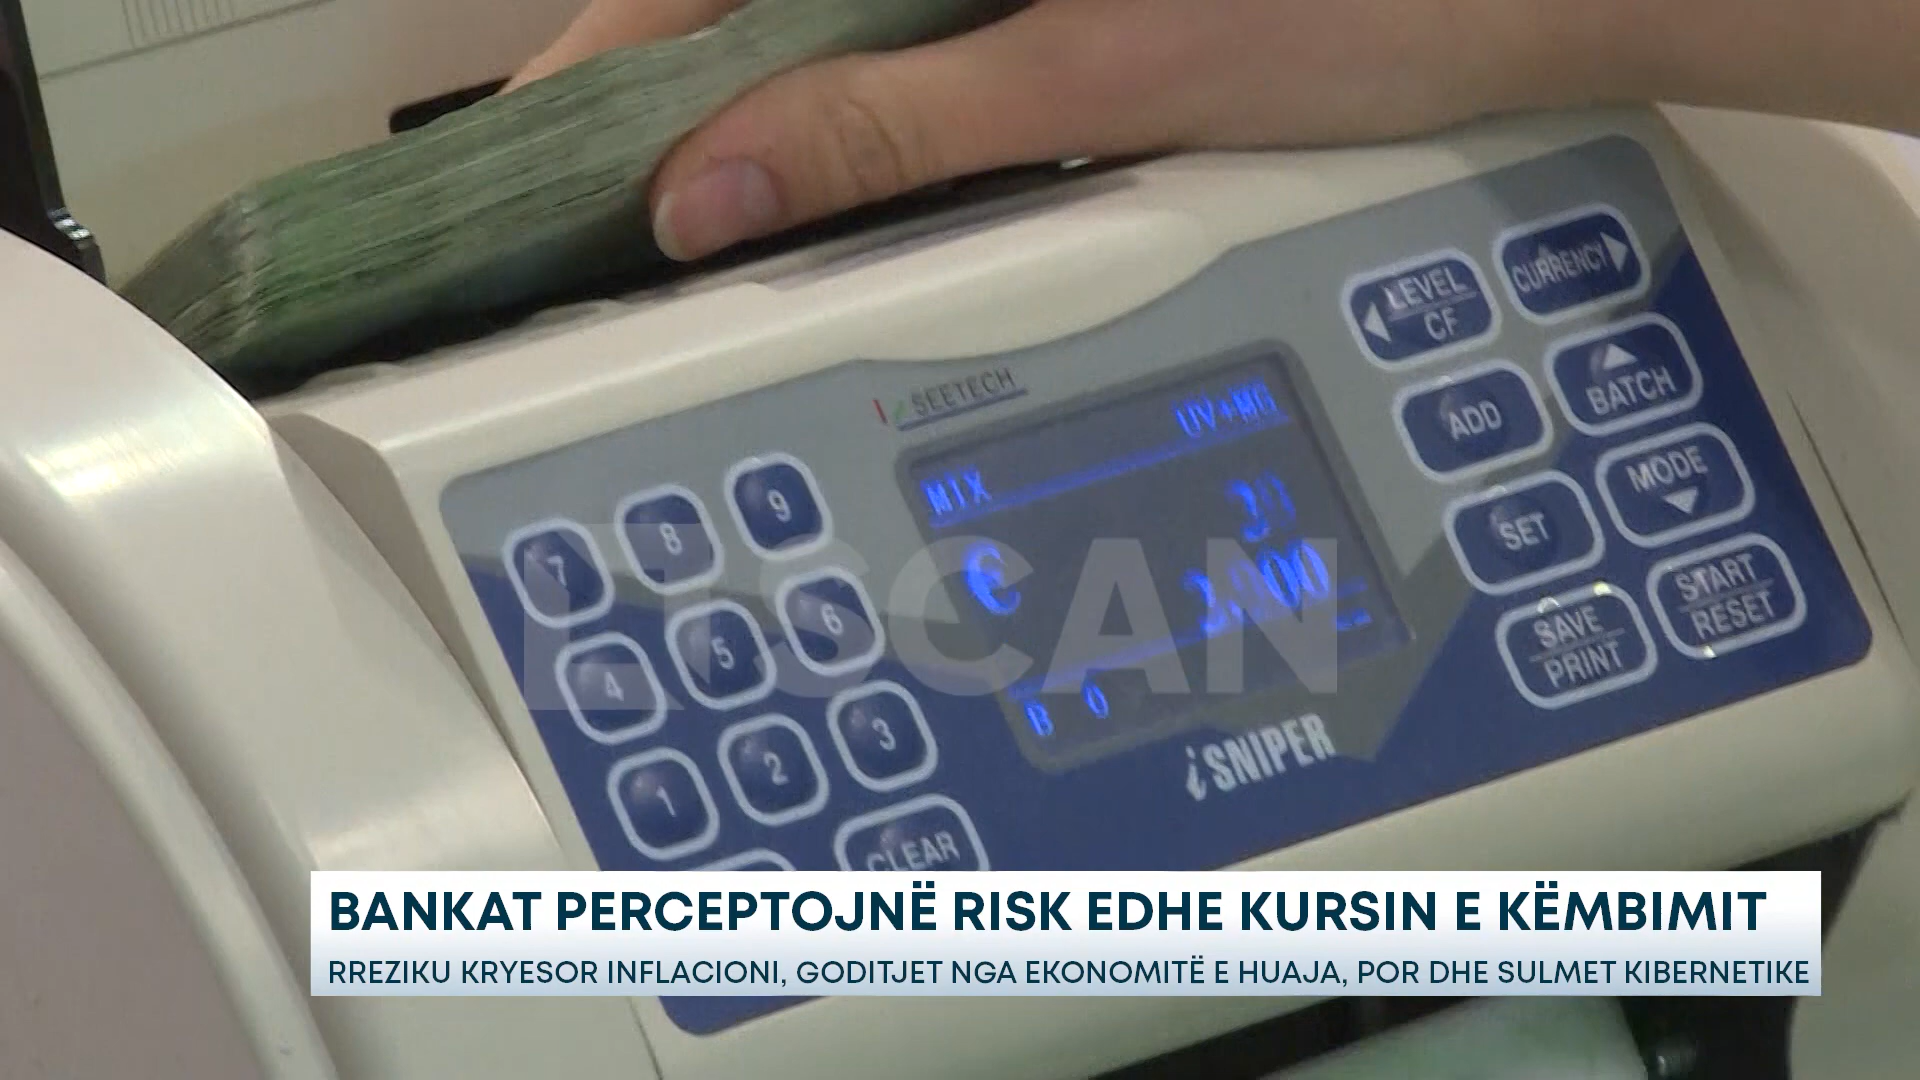 SEETECH
UV+MG
MIX
€
B 0
iSNIPER
LEVEL
CF
CURRENCY
ADD
BATCH
SET
MODE
SAVE
PRINT
START
RESET
7 8 9
4 5 6
1 2 3
CLEAR
SCAN
BANKAT PERCEPTOJNË RISK EDHE KURSIN E KËMBIMIT
RREZIKU KRYESOR INFLACIONI, GODITJET NGA EKONOMITË E HUAJA, POR DHE SULMET KIBERNETIKE